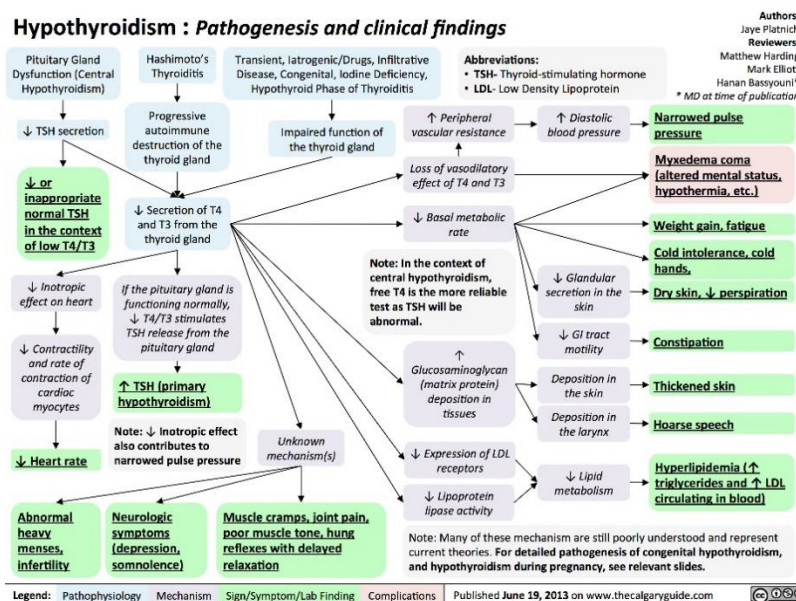 Hypothyroidism : Pathogenesis and clinical findings
Authors
Jaye Platnich
Reviewers
Matthew Harding
Mark Elliot
Hanan Bassyouni*
* MD at time of publication
Pituitary Gland
Dysfunction (Central
Hypothyroidism)
Hashimoto's
Thyroiditis
Transient, Iatrogenic/Drugs, Infiltrative
Disease, Congenital, Iodine Deficiency,
Hypothyroid Phase of Thyroiditis
Abbreviations:
• TSH- Thyroid-stimulating hormone
• LDL- Low Density Lipoprotein
↓ TSH secretion
Progressive
autoimmune
destruction of the
thyroid gland
Impaired function of
the thyroid gland
↑ Peripheral
vascular resistance
↑ Diastolic
blood pressure
Narrowed pulse
pressure
↓ or
inappropriate
normal TSH
in the context
of low T4/T3
↓ Secretion of T4
and T3 from the
thyroid gland
Loss of vasodilatory
effect of T4 and T3
Myxedema coma
(altered mental status,
hypothermia, etc.)
↓ Basal metabolic
rate
Weight gain, fatigue
Cold intolerance, cold
hands,
Note: In the context of
central hypothyroidism,
free T4 is the more reliable
test as TSH will be
abnormal.
↓ Glandular
secretion in the
skin
Dry skin, ↓ perspiration
↓ GI tract
motility
Constipation
↓ Inotropic
effect on heart
If the pituitary gland is
functioning normally,
↓ T4/T3 stimulates
TSH release from the
pituitary gland
↓ Contractility
and rate of
contraction of
cardiac
myocytes
↑ TSH (primary
hypothyroidism)
↑
Glucosaminoglycan
(matrix protein)
deposition in
tissues
Deposition in
the skin
Thickened skin
Deposition in
the larynx
Hoarse speech
↓ Heart rate
Note: ↓ Inotropic effect
also contributes to
narrowed pulse pressure
Unknown
mechanism(s)
↓ Expression of LDL
receptors
↓ Lipoprotein
lipase activity
↓ Lipid
metabolism
Hyperlipidemia (↑
triglycerides and ↑ LDL
circulating in blood)
Abnormal
heavy
menses,
infertility
Neurologic
symptoms
(depression,
somnolence)
Muscle cramps, joint pain,
poor muscle tone, hung
reflexes with delayed
relaxation
Note: Many of these mechanism are still poorly understood and represent
current theories. For detailed pathogenesis of congenital hypothyroidism,
and hypothyroidism during pregnancy, see relevant slides.
Legend: Pathophysiology Mechanism Sign/Symptom/Lab Finding Complications Published June 19, 2013 on www.thecalgaryguide.com